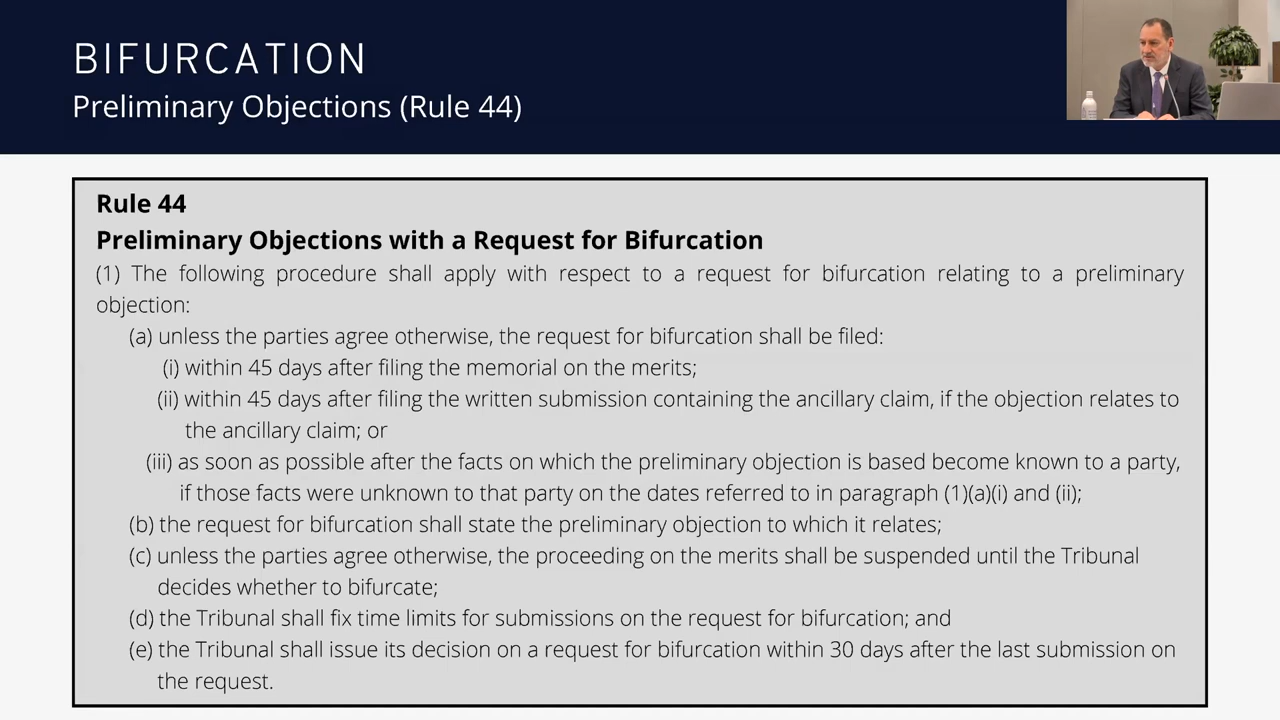 BIFURCATION
Preliminary Objections (Rule 44)
Rule 44
Preliminary Objections with a Request for Bifurcation
(1) The following procedure shall apply with respect to a request for bifurcation relating to a preliminary
objection:
(a) unless the parties agree otherwise, the request for bifurcation shall be filed:
(i) within 45 days after filing the memorial on the merits;
(ii) within 45 days after filing the written submission containing the ancillary claim, if the objection relates to
the ancillary claim; or
(iii) as soon as possible after the facts on which the preliminary objection is based become known to a party,
if those facts were unknown to that party on the dates referred to in paragraph (1)(a)(i) and (ii);
(b) the request for bifurcation shall state the preliminary objection to which it relates;
(c) unless the parties agree otherwise, the proceeding on the merits shall be suspended until the Tribunal
decides whether to bifurcate;
(d) the Tribunal shall fix time limits for submissions on the request for bifurcation; and
(e) the Tribunal shall issue its decision on a request for bifurcation within 30 days after the last submission on
the request.